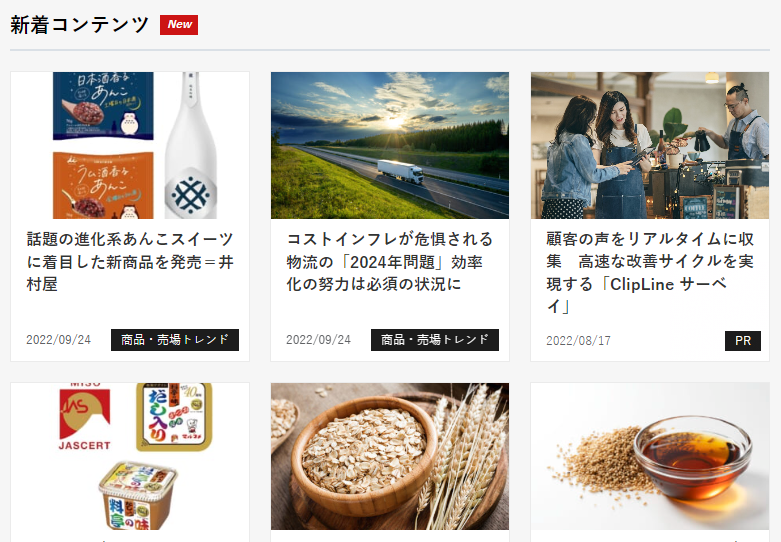 新着コンテンツ New
日本酒香る
あんこ
ラム酒香る
あんこ
話題の進化系あんこスイーツ
に着目した新商品を発売＝井
村屋
2022/09/24 商品・売場トレンド
コストインフレが危惧される
物流の「2024年問題」効率
化の努力は必須の状況に
2022/09/24 商品・売場トレンド
COFFEE
顧客の声をリアルタイムに収
集　高速な改善サイクルを実
現する「ClipLine サーベ
イ」
2022/08/17 PR
MISO
JAS
JASCERT
だし入り
料亭の味